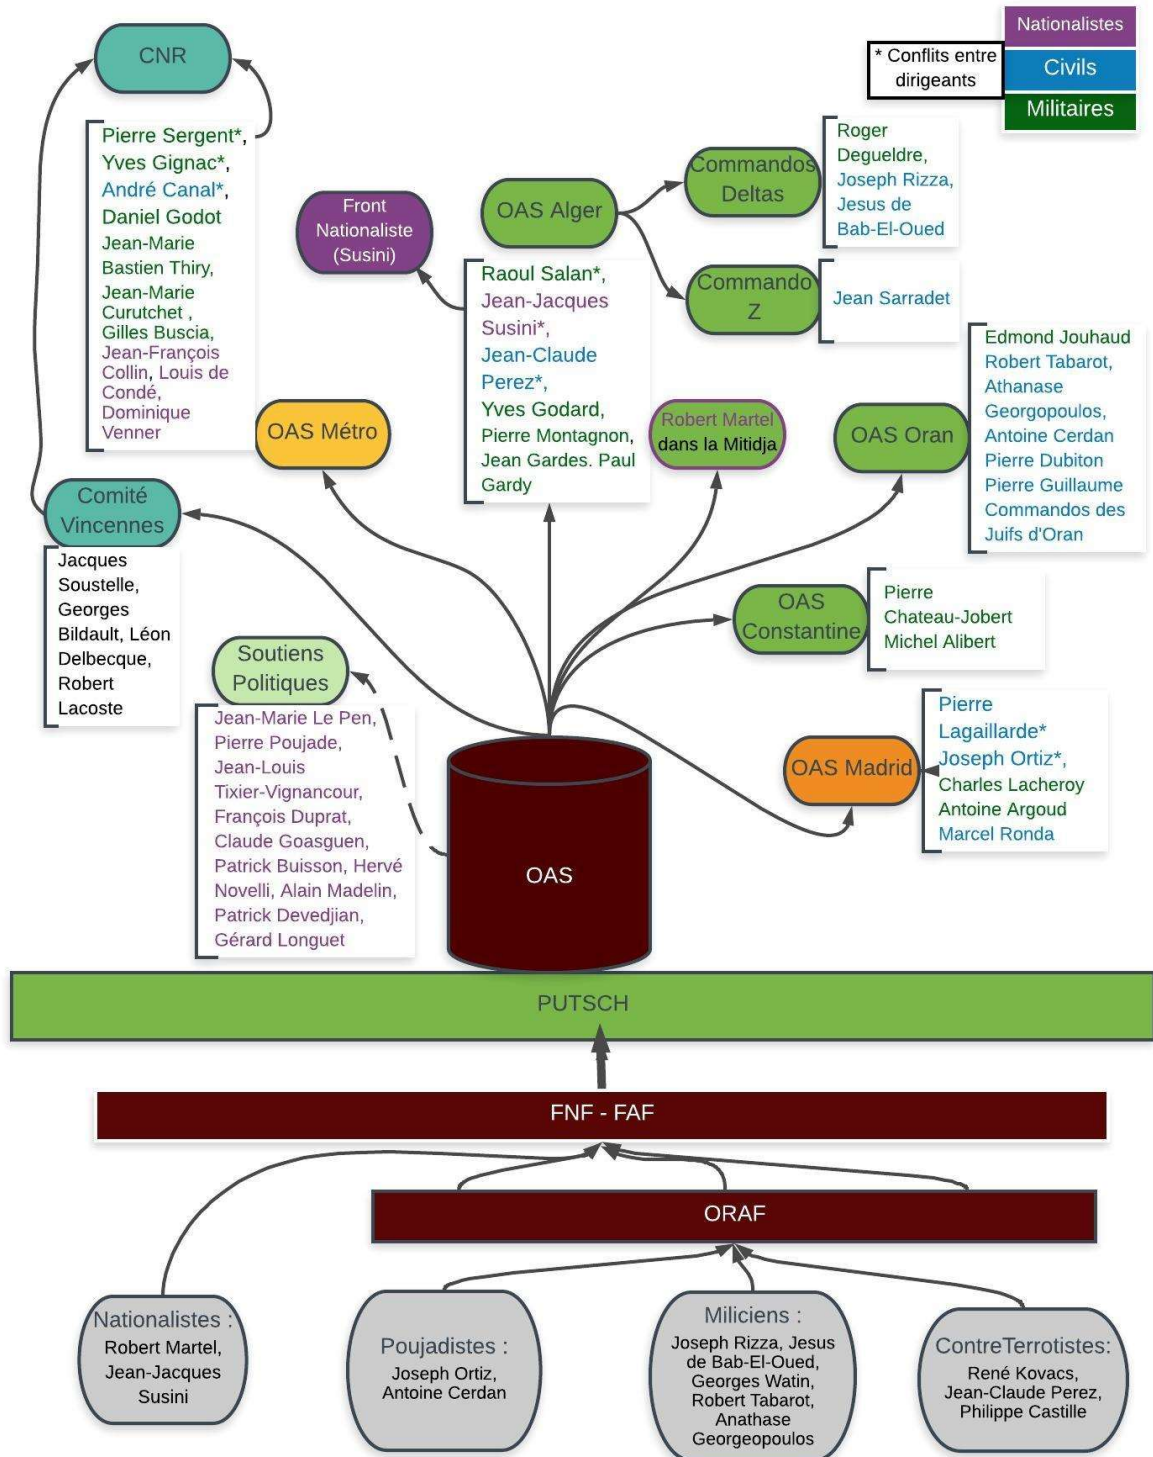 CNR
Nationalistes
* Conflits entre
dirigeants
Civils
Militaires
Pierre Sergent*,
Yves Gignac*,
André Canal*,
Daniel Godot
Jean-Marie
Bastien Thiry,
Jean-Marie
Curutchet ,
Gilles Buscia,
Jean-François
Collin, Louis de
Condé,
Dominique
Venner
Front
Nationaliste
(Susini)
OAS Alger
Commandos
Deltas
Roger
Degueldre,
Joseph Rizza,
Jesus de
Bab-El-Oued
Commando
Z
Jean Sarradet
Raoul Salan*,
Jean-Jacques
Susini*,
Jean-Claude
Perez*,
Yves Godard,
Pierre Montagnon,
Jean Gardes. Paul
Gardy
OAS Métro
Robert Martel
dans la Mitidja
OAS Oran
Edmond Jouhaud
Robert Tabarot,
Athanase
Georgopoulos,
Antoine Cerdan
Pierre Dubiton
Pierre Guillaume
Commandos des
Juifs d'Oran
Comité
Vincennes
Jacques
Soustelle,
Georges
Bildault, Léon
Delbecque,
Robert
Lacoste
OAS
Constantine
Pierre
Chateau-Jobert
Michel Alibert
Soutiens
Politiques
Jean-Marie Le Pen,
Pierre Poujade,
Jean-Louis
Tixier-Vignancour,
François Duprat,
Claude Goasguen,
Patrick Buisson, Hervé
Novelli, Alain Madelin,
Patrick Devedjian,
Gérard Longuet
OAS Madrid
Pierre
Lagaillarde*
Joseph Ortiz*,
Charles Lacheroy
Antoine Argoud
Marcel Ronda
OAS
PUTSCH
FNF - FAF
ORAF
Nationalistes :
Robert Martel,
Jean-Jacques
Susini
Poujadistes :
Joseph Ortiz,
Antoine Cerdan
Miliciens :
Joseph Rizza, Jesus
de Bab-El-Oued,
Georges Watin,
Robert Tabarot,
Anathase
Georgeopoulos
ContreTerrotistes:
René Kovacs,
Jean-Claude Perez,
Philippe Castille